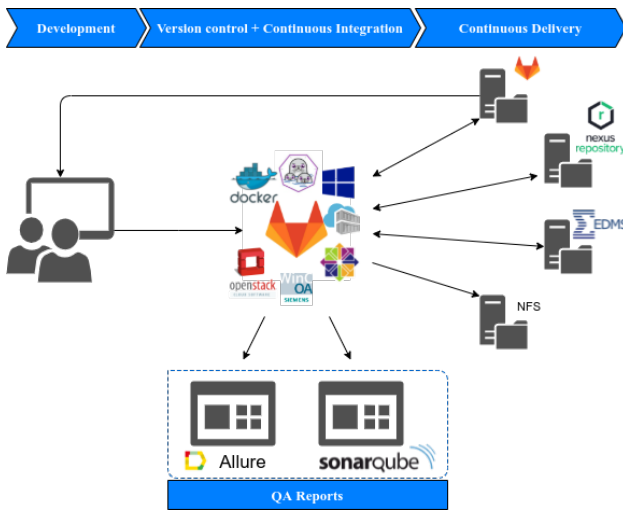 Development
Version control + Continuous Integration
Continuous Delivery
nexus
repository
docker
EDMS
openstack
WinC
OA
SIEMENS
NFS
Allure
sonarqube
QA Reports